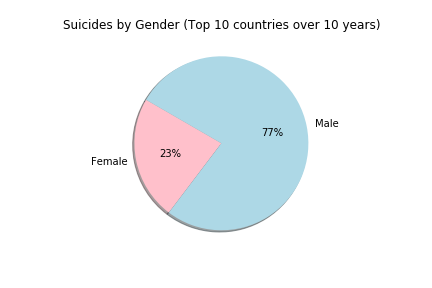 Suicides by Gender (Top 10 countries over 10 years)
Male
77%
23%
Female